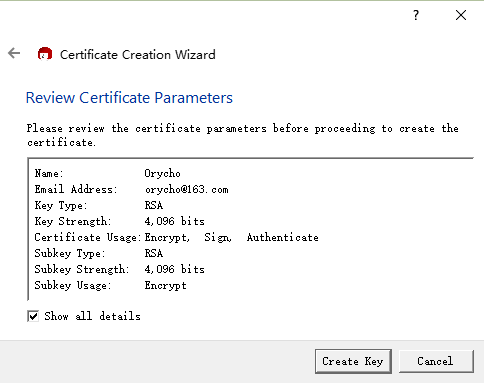 ?
Certificate Creation Wizard
Review Certificate Parameters
Please review the certificate parameters before proceeding to create the
certificate.
Name: Orycho
Email Address: orycho@163.com
Key Type: RSA
Key Strength: 4,096 bits
Certificate Usage: Encrypt, Sign, Authenticate
Subkey Type: RSA
Subkey Strength: 4,096 bits
Subkey Usage: Encrypt
Show all details
Create Key Cancel